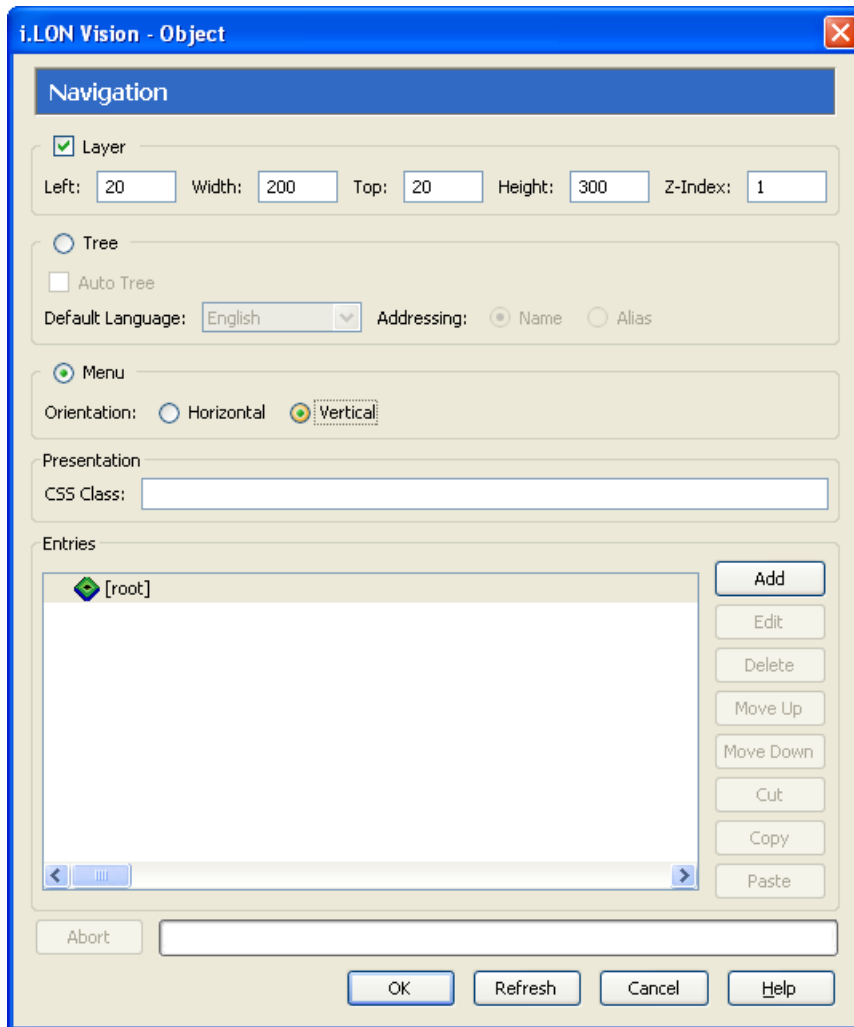 i.LON Vision - Object
Navigation
Layer
Left: 20 Width: 200 Top: 20 Height: 300 Z-Index: 1
Tree
Auto Tree
Default Language: English Addressing: Name Alias
Menu
Orientation: Horizontal Vertical
Presentation
CSS Class:
Entries
[root]
Add
Edit
Delete
Move Up
Move Down
Cut
Copy
Paste
Abort
OK Refresh Cancel Help